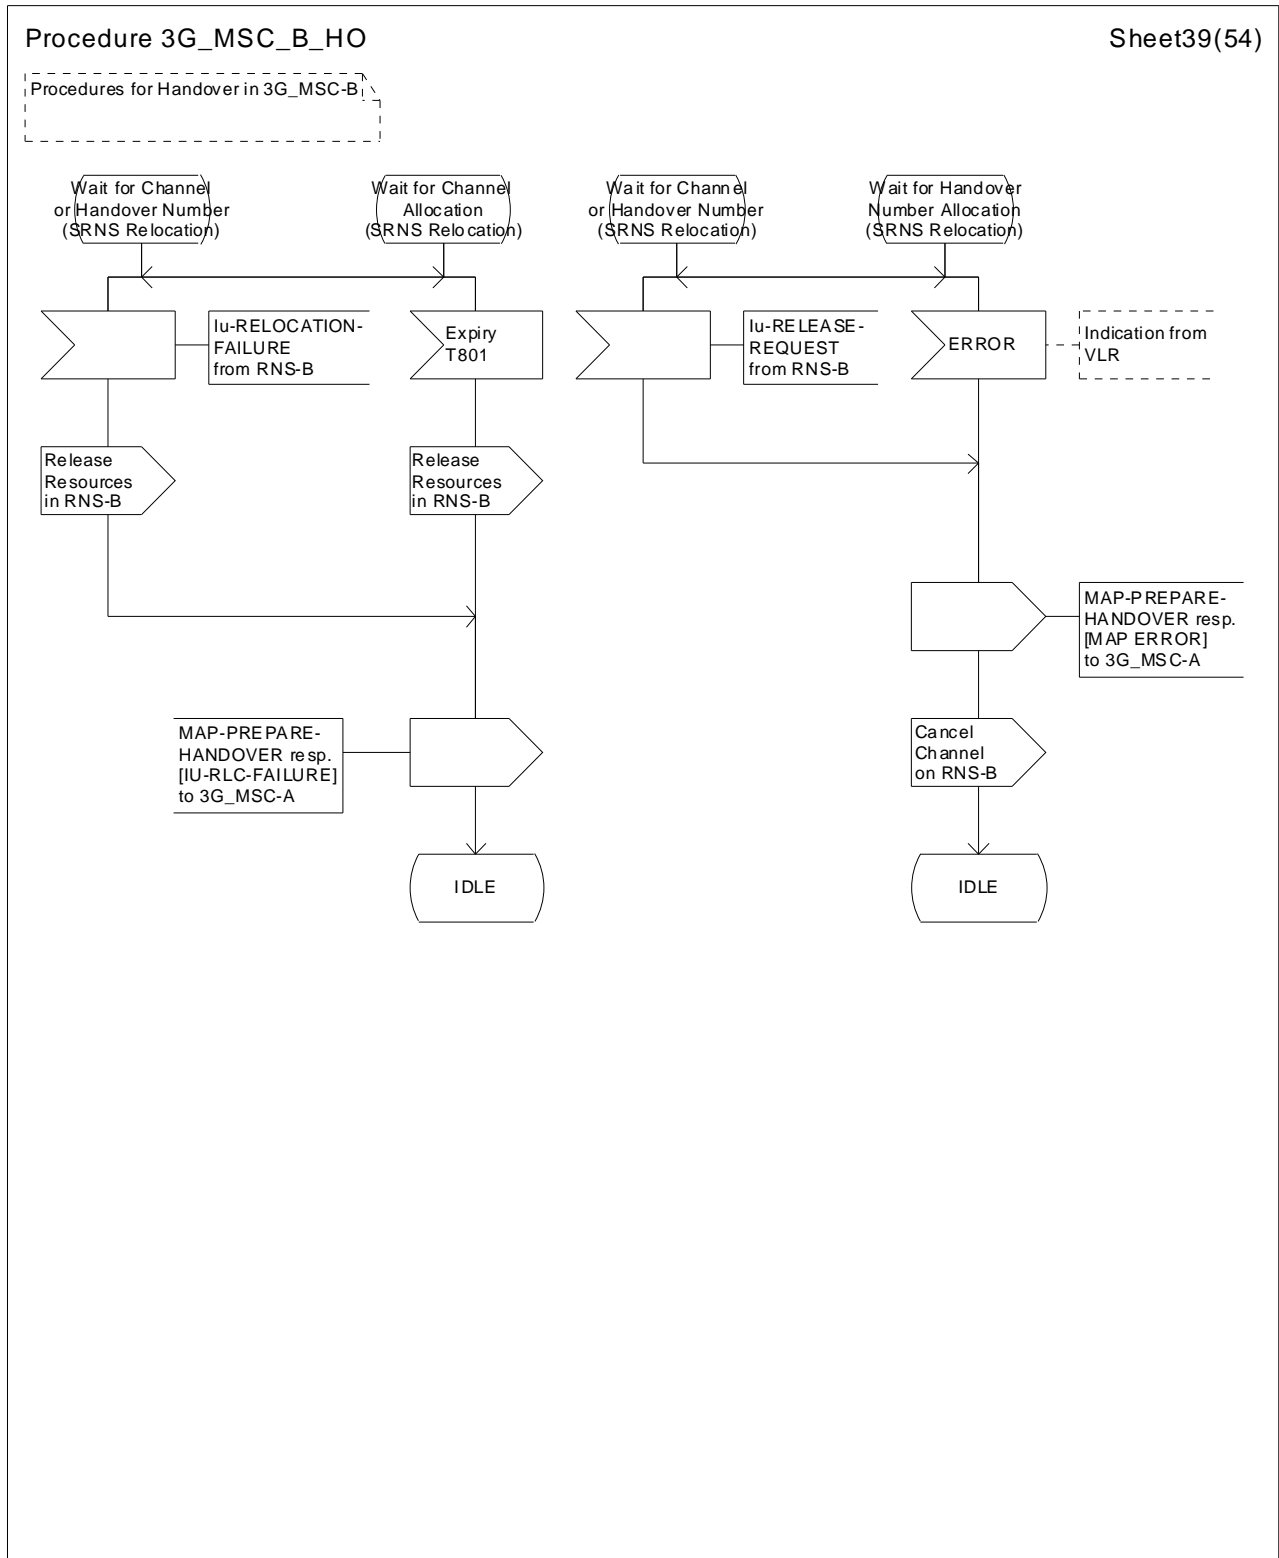 Procedure 3G_MSC_B_HO
Sheet39(54)
Procedures for Handover in 3G_MSC-B
Wait for Channel
or Handover Number
(SRNS Relocation)
Wait for Channel
Allocation
(SRNS Relocation)
Wait for Channel
or Handover Number
(SRNS Relocation)
Wait for Handover
Number Allocation
(SRNS Relocation)
Iu-RELOCATION-
FAILURE
from RNS-B
Expiry
T801
Iu-RELEASE-
REQUEST
from RNS-B
ERROR
Indication from
VLR
Release
Resources
in RNS-B
Release
Resources
in RNS-B
MAP-PREPARE-
HANDOVER resp.
[MAP ERROR]
to 3G_MSC-A
MAP-PREPARE-
HANDOVER resp.
[IU-RLC-FAILURE]
to 3G_MSC-A
Cancel
Channel
on RNS-B
IDLE
IDLE